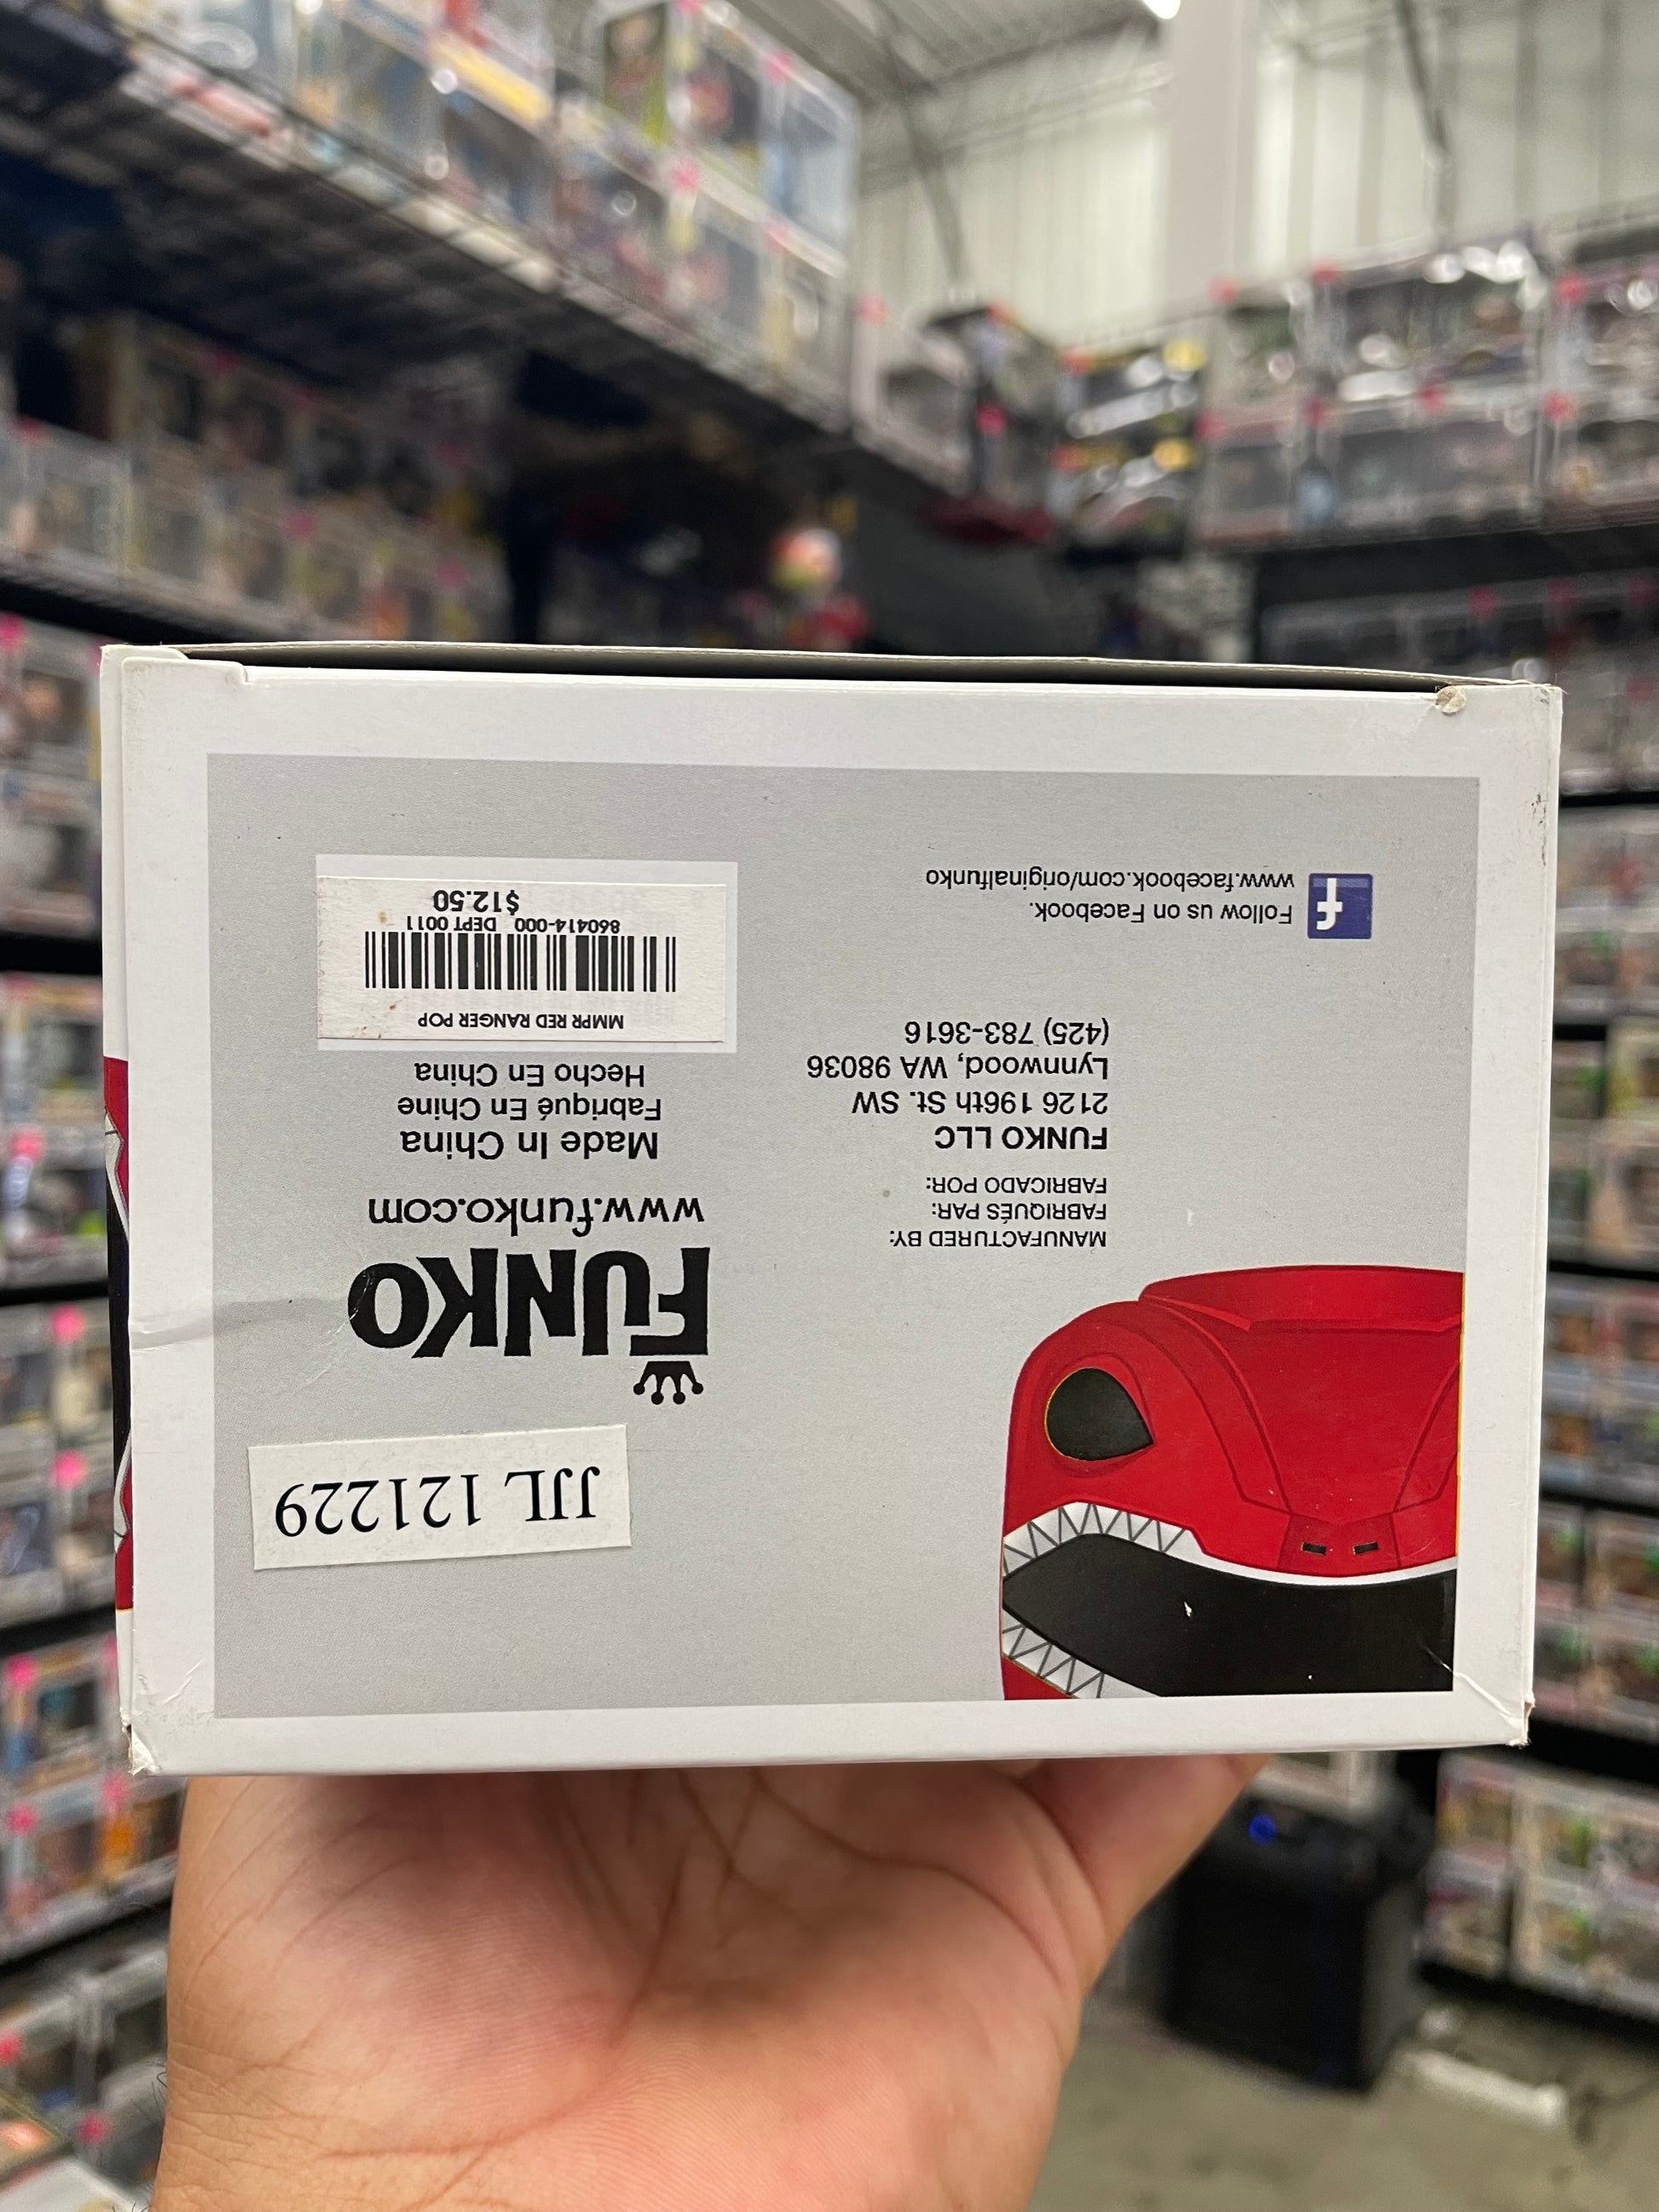 JJL 121229
FUNKO
www.funko.com
Made In China
Fabriqué En Chine
Hecho En China
MMPR RED RANGER POP
860414-000 DEPT 0011
$12.50
MANUFACTURED BY:
FABRIQUÉS PAR:
FABRICADO POR:
FUNKO LLC
2126 196th St. SW
Lynnwood, WA 98036
(425) 783-3616
f
Follow us on Facebook.
www.facebook.com/originalfunko